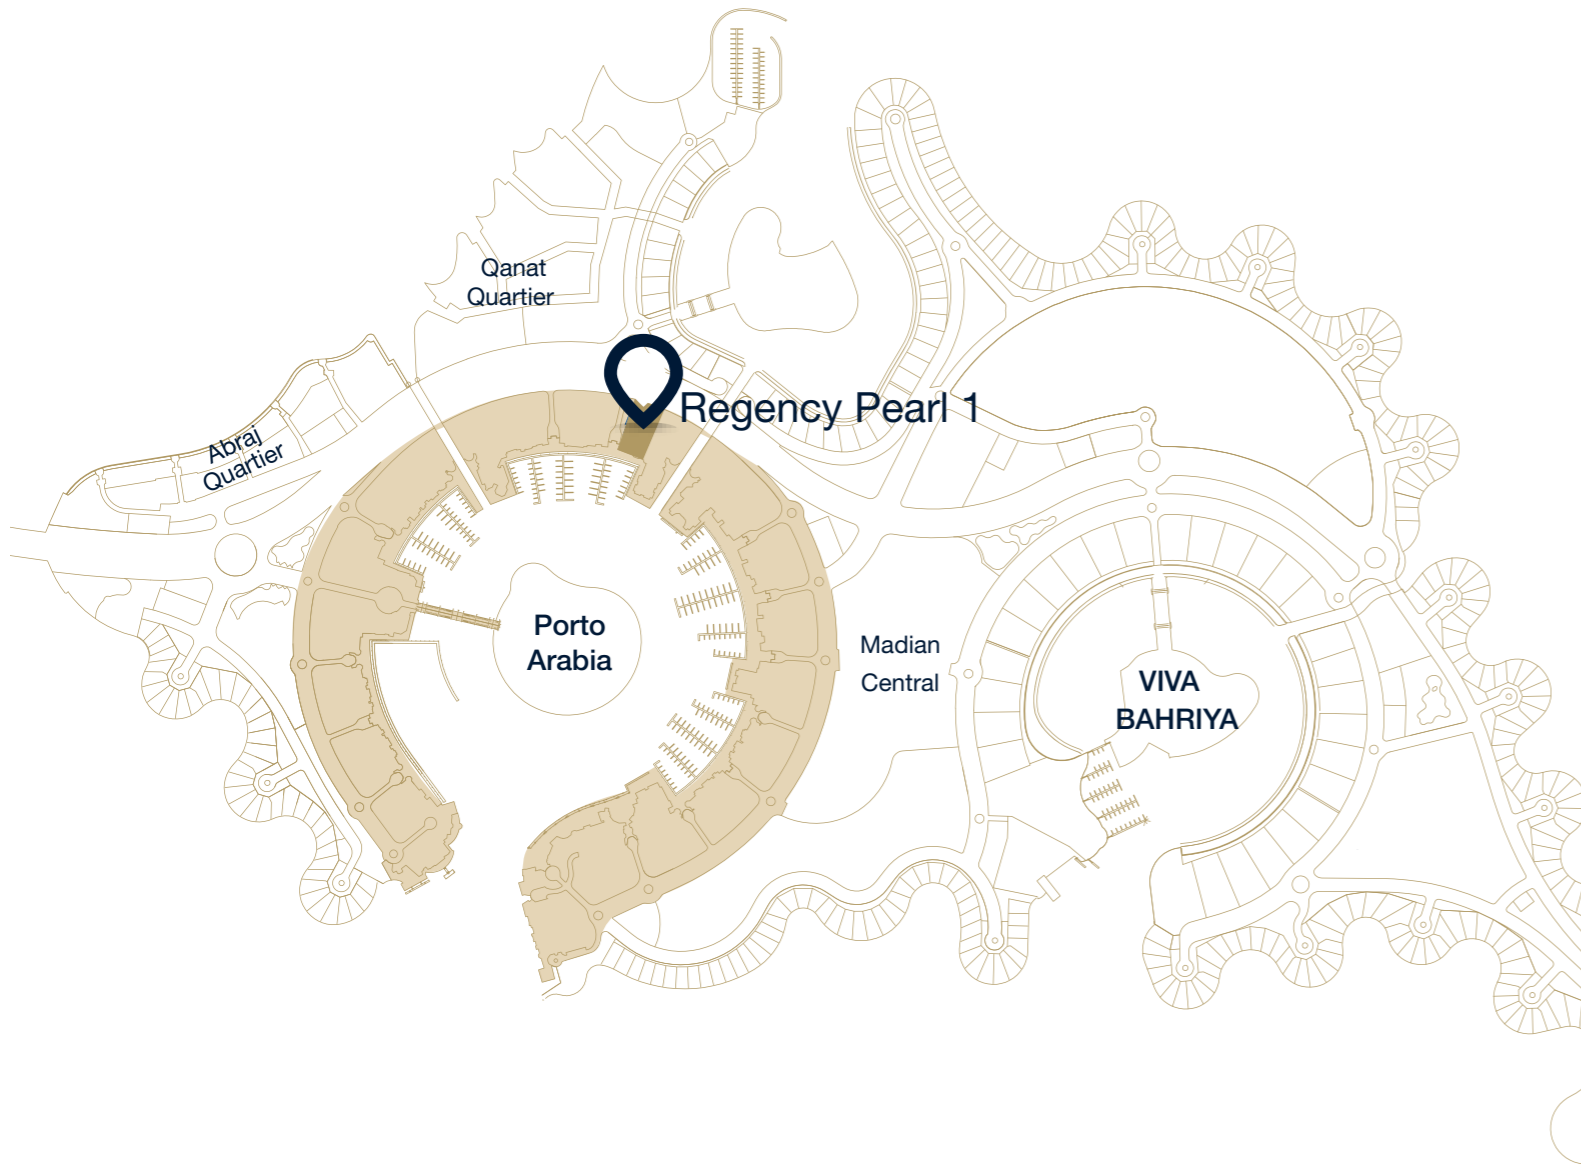 Qanat
Quartier
Regency Pearl 1
Abraj
Quartier
Porto
Arabia
Madian
Central
VIVA
BAHRIYA